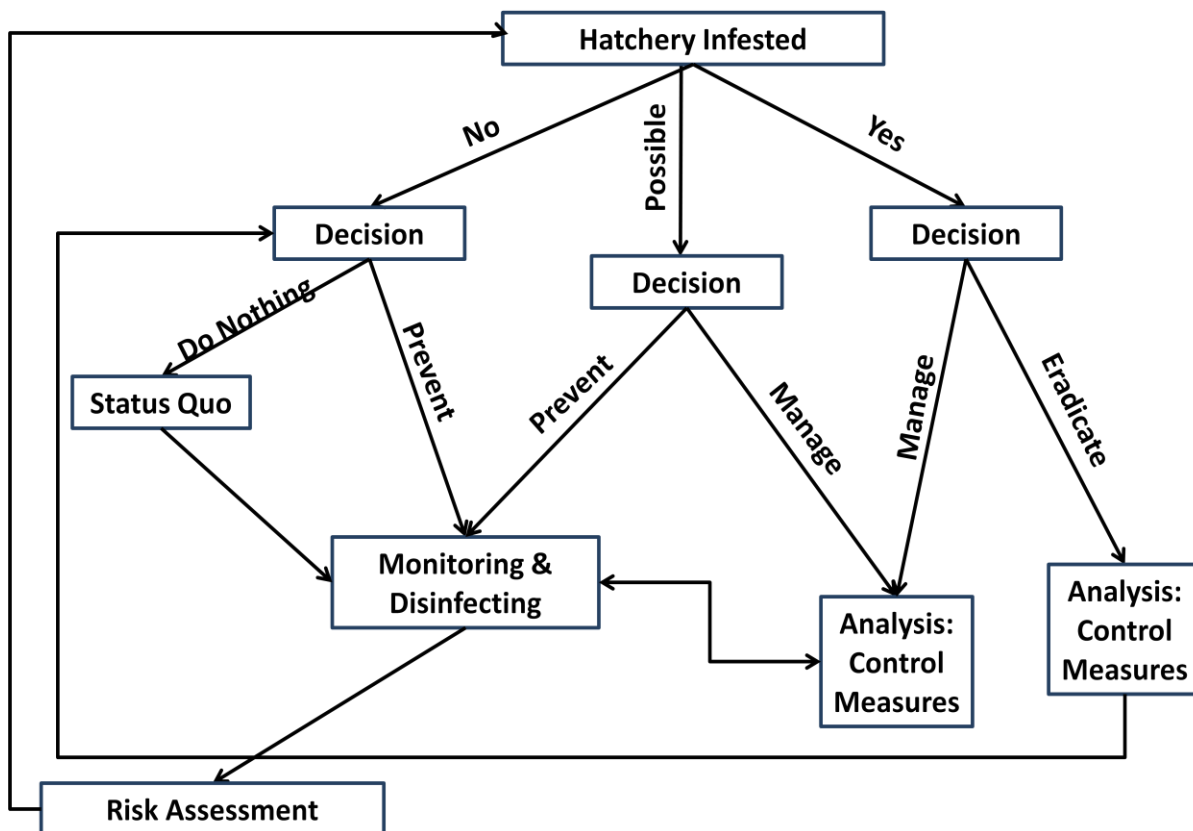 Hatchery Infested
No
Possible
Yes
Decision
Decision
Decision
Do Nothing
Prevent
Prevent
Manage
Manage
Eradicate
Status Quo
Monitoring &
Disinfecting
Analysis:
Control
Measures
Analysis:
Control
Measures
Risk Assessment